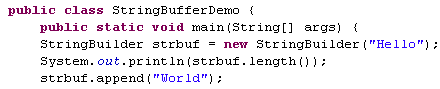 public class StringBufferDemo {
    public static void main(String[] args) {
    StringBuilder strbuf = new StringBuilder("Hello");
    System.out.println(strbuf.length());
    strbuf.append("World");